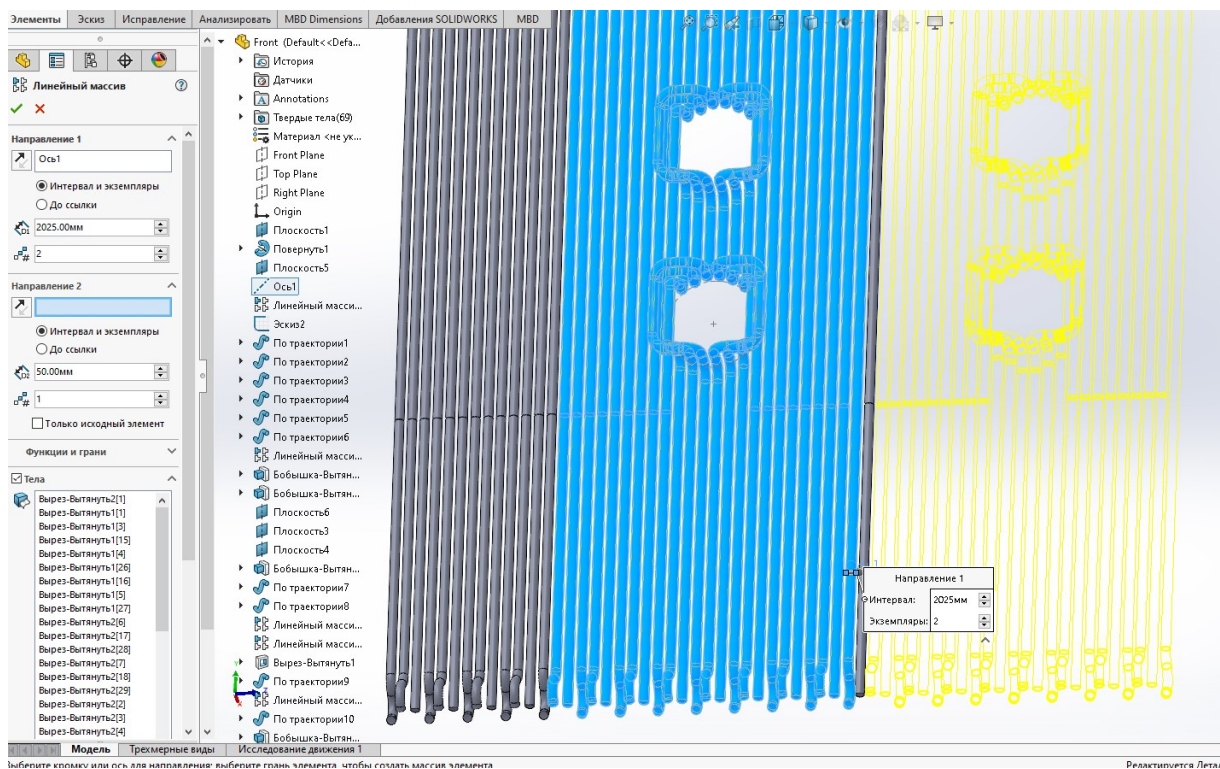 Элементы Эскиз Исправление Анализировать MBD Dimensions Добавления SOLIDWORKS MBD
Линейный массив
Направление 1
Ось1
Интервал и экземпляры
До ссылки
D1 2025.00мм
# 2
Направление 2
Интервал и экземпляры
До ссылки
D2 50.00мм
# 1
Только исходный элемент
Функции и грани
Тела
Вырез-Вытянуть2[1]
Вырез-Вытянуть1[1]
Вырез-Вытянуть1[3]
Вырез-Вытянуть1[15]
Вырез-Вытянуть1[4]
Вырез-Вытянуть1[26]
Вырез-Вытянуть1[16]
Вырез-Вытянуть1[5]
Вырез-Вытянуть1[27]
Вырез-Вытянуть2[6]
Вырез-Вытянуть2[17]
Вырез-Вытянуть2[28]
Вырез-Вытянуть2[7]
Вырез-Вытянуть2[18]
Вырез-Вытянуть2[29]
Вырез-Вытянуть2[2]
Вырез-Вытянуть2[3]
Вырез-Вытянуть2[4]
Front (Default<<Defa...
История
Датчики
Annotations
Твердые тела(69)
Материал <не ук...
Front Plane
Top Plane
Right Plane
Origin
Плоскость1
Повернуть1
Плоскость5
Ось1
Линейный масси...
Эскиз2
По траектории1
По траектории2
По траектории3
По траектории4
По траектории5
По траектории6
Линейный масси...
Бобышка-Вытян...
Бобышка-Вытян...
Плоскость6
Плоскость3
Плоскость4
Бобышка-Вытян...
По траектории7
По траектории8
Линейный масси...
Линейный масси...
Вырез-Вытянуть1
По траектории9
Линейный масси...
По траектории10
Бобышка-Вытян...
Направление 1
Интервал: 2025мм
Экземпляры: 2
Модель Трехмерные виды Исследование движения 1
Выберите кромку или ось для направления; выберите грань элемента, чтобы создать массив элемента. Редактируется